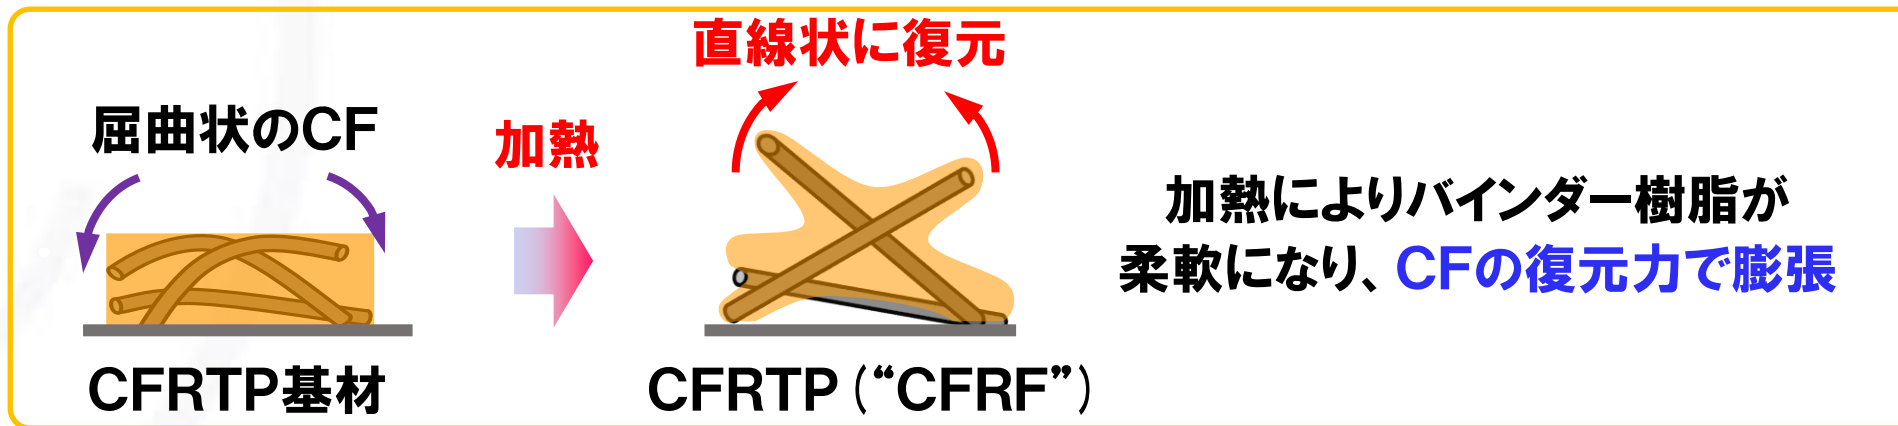 直線状に復元
屈曲状のCF
加熱
加熱によりバインダー樹脂が
柔軟になり、CFの復元力で膨張
CFRTP基材
CFRTP（“CFRF”）